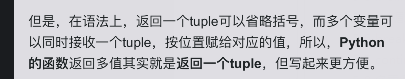 但是，在语法上，返回一个tuple可以省略括号，而多个变量可
以同时接收一个tuple，按位置赋给对应的值，所以，Python
的函数返回多值其实就是返回一个tuple，但写起来更方便。